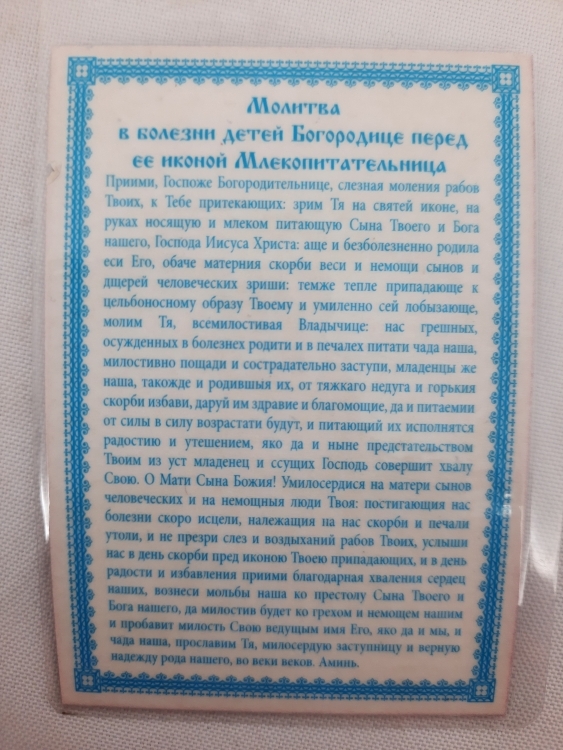 Молитва
в болезни детей Богородице перед
ее иконой Млекопитательница
Приими, Госпоже Богородительнице, слезная моления рабов
Твоих, к Тебе притекающих: зрим Тя на святей иконе, на
руках носящую и млеком питающую Сына Твоего и Бога
нашего, Господа Иисуса Христа: аще и безболезненно родила
еси Его, обаче матерния скорби веси и немощи сынов и
дщерей человеческих зриши: темже тепле припадающе к
цельбоносному образу Твоему и умиленно сей лобызающе,
молим Тя, всемилостивая Владычице: нас грешных,
осужденных в болезнех родити и в печалех питати чада наша,
милостивно пощади и сострадательно заступи, младенцы же
наша, такожде и родившыя их, от тяжкаго недуга и горькия
скорби избави, даруй им здравие и благомощие, да и питаемии
от силы в силу возрастати будут, и питающий их исполнятся
радостию и утешением, яко да и ныне предстательством
Твоим из уст младенец и ссущих Господь совершит хвалу
Свою. О Мати Сына Божия! Умилосердися на матери сынов
человеческих и на немощныя люди Твоя: постигающия нас
болезни скоро исцели, належащия на нас скорби и печали
утоли, и не презри слез и воздыханий рабов Твоих, услыши
нас в день скорби пред иконою Твоею припадающих, и в день
радости и избавления приими благодарная хваления сердец
наших, вознеси мольбы наша ко престолу Сына Твоего и
Бога нашего, да милостив будет ко грехом и немощем нашим
и пробавит милость Свою ведущым имя Его, яко да и мы, и
чада наша, прославим Тя, милосердую заступницу и верную
надежду рода нашего, во веки веков. Аминь.